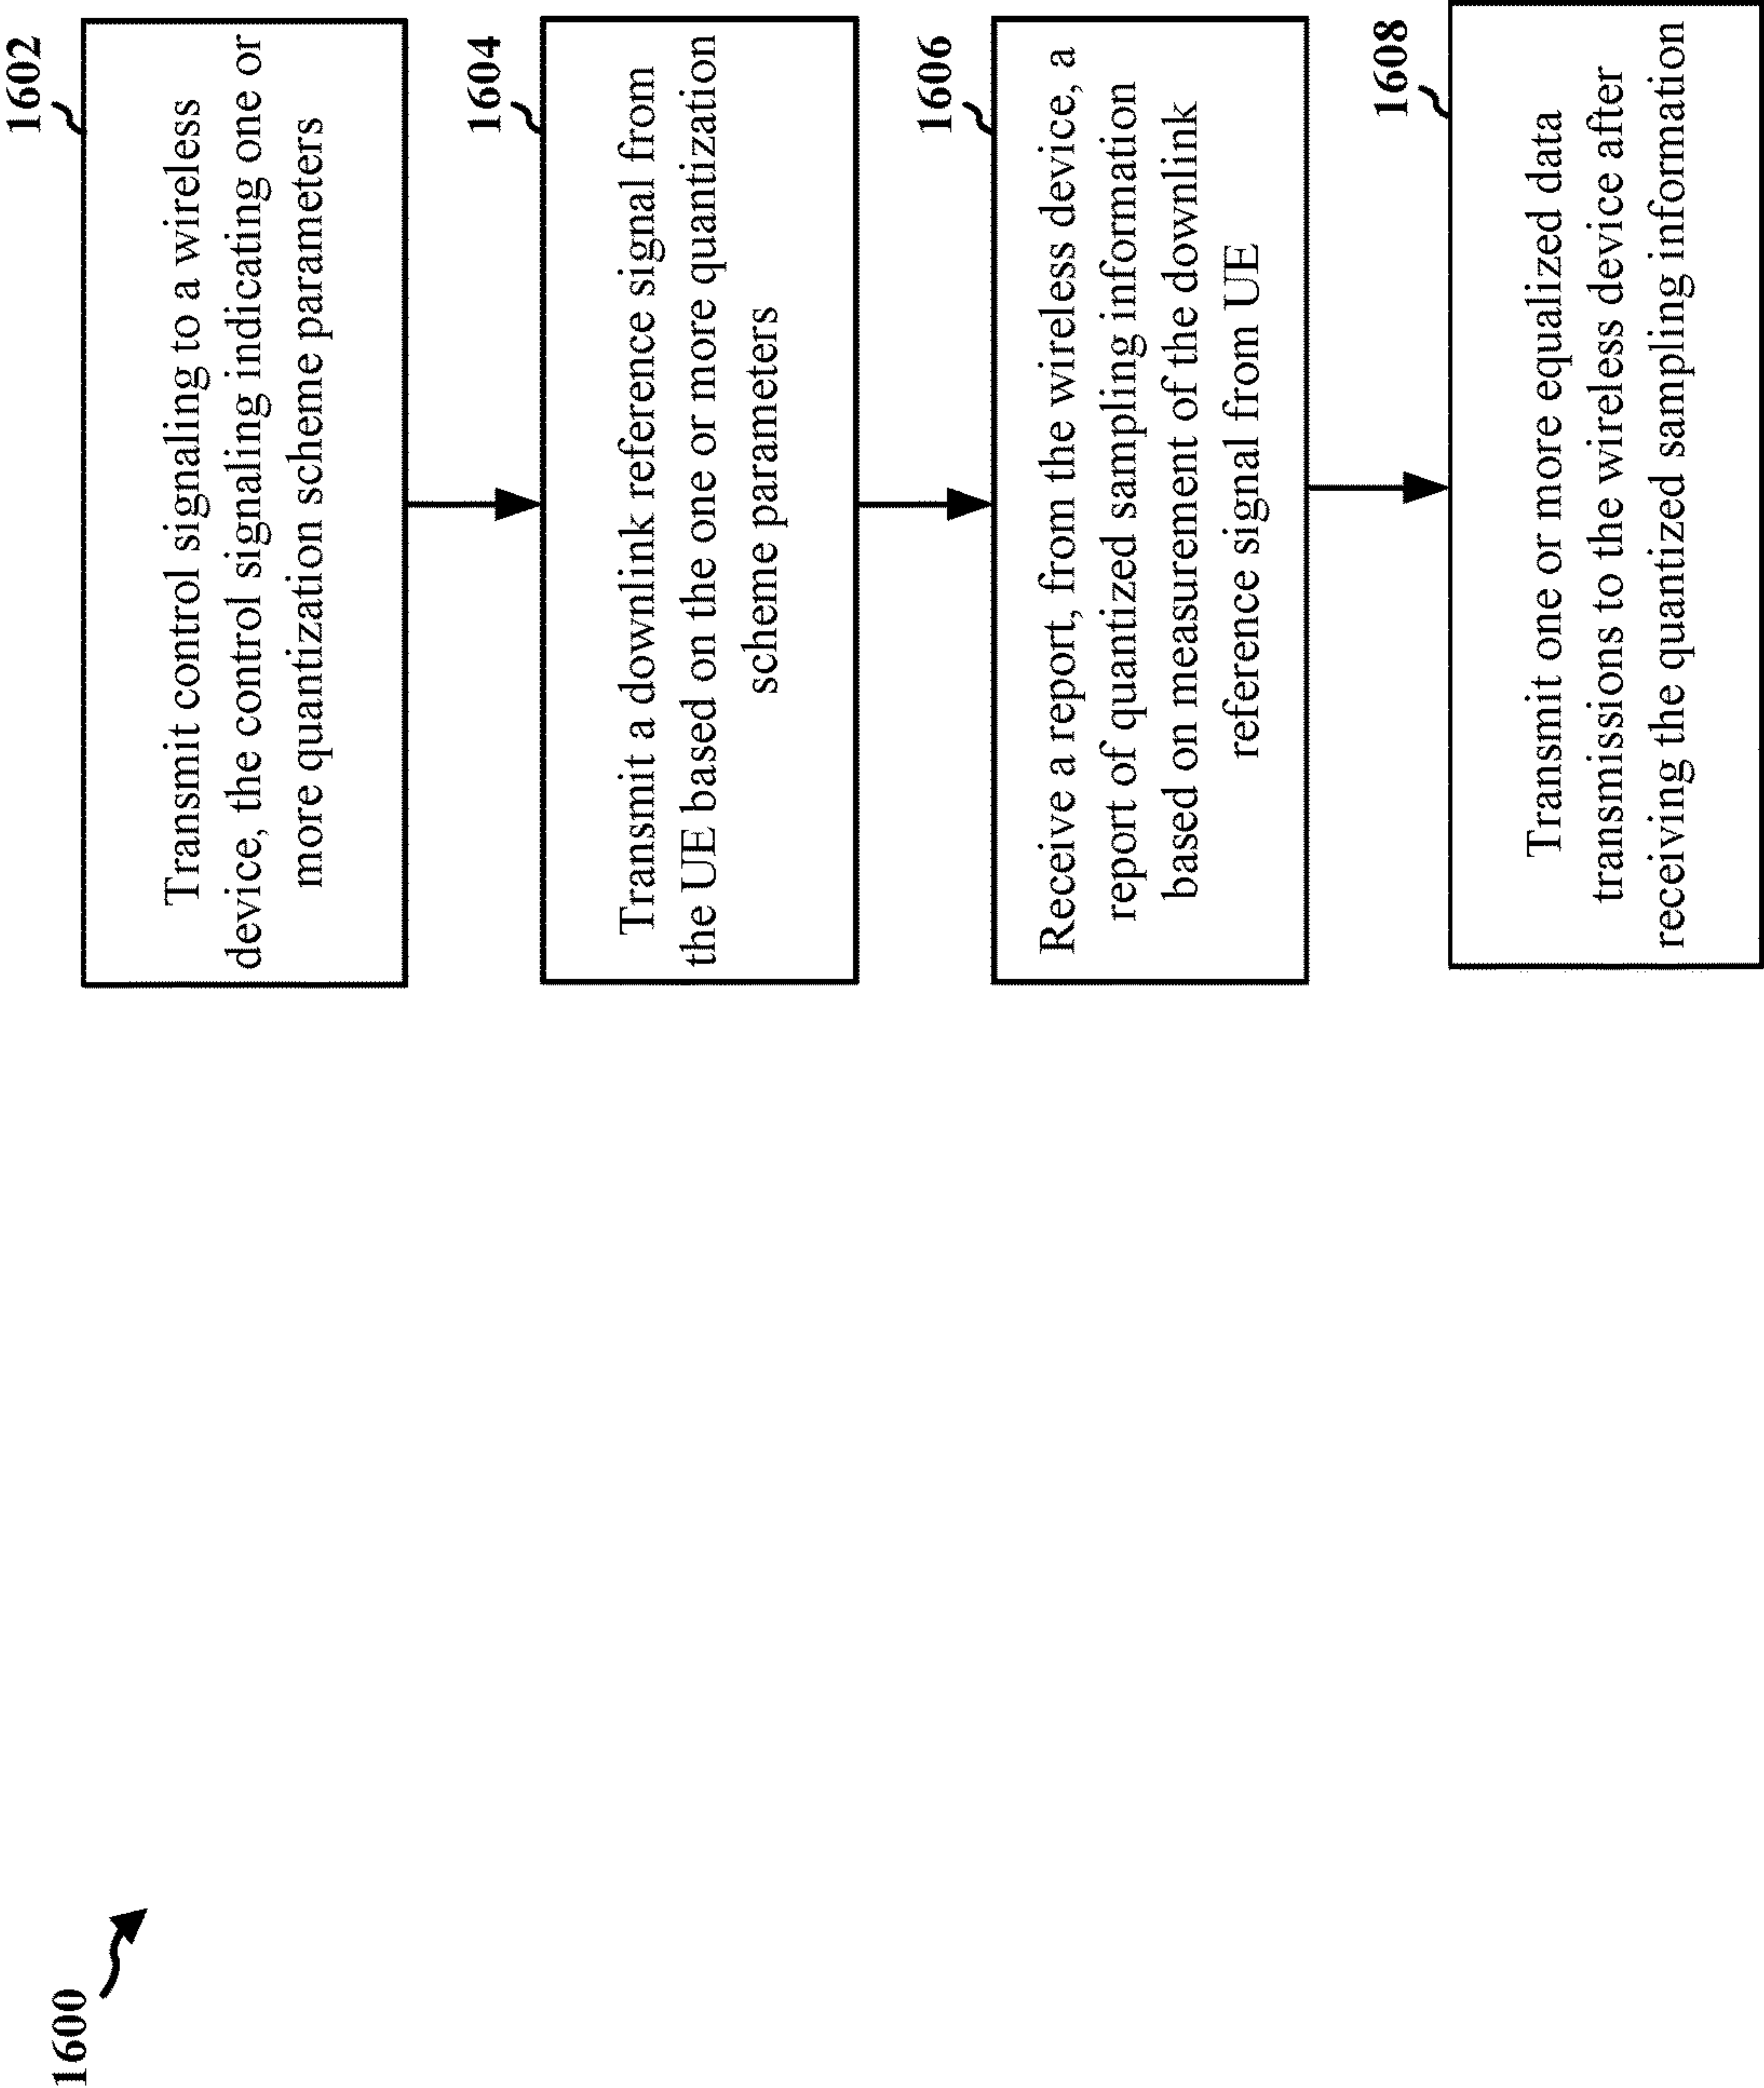 1600
1602
Transmit control signaling to a wireless
device, the control signaling indicating one or
more quantization scheme parameters
1604
Transmit a downlink reference signal from
the UE based on the one or more quantization
scheme parameters
1606
Receive a report, from the wireless device, a
report of quantized sampling information
based on measurement of the downlink
reference signal from UE
1608
Transmit one or more equalized data
transmissions to the wireless device after
receiving the quantized sampling information